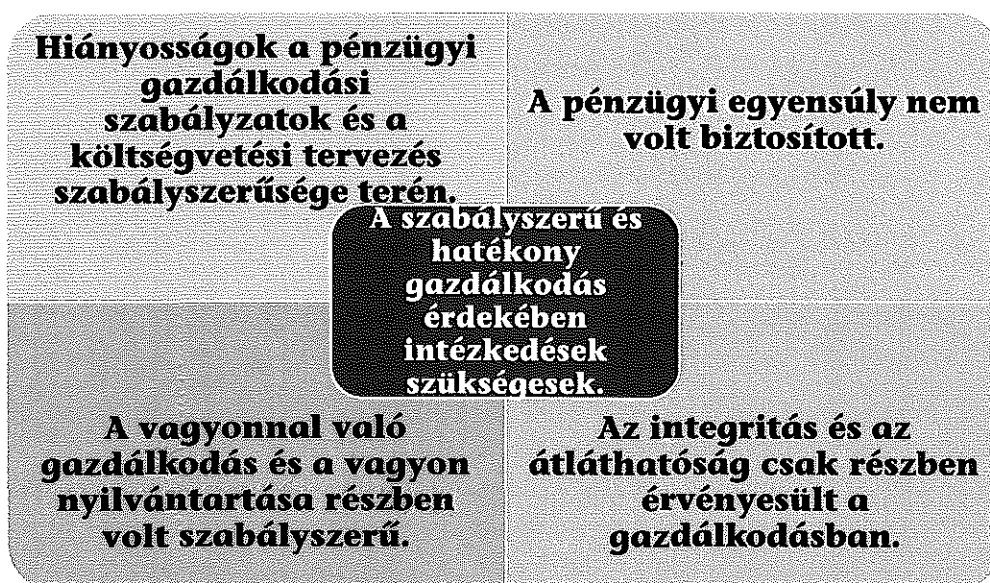 Hiányosságok a pénzügyi
gazdálkodási
szabályzatok és a
költségvetési tervezés
szabályszerűsége terén.
A pénzügyi egyensúly nem
volt biztosított.
A szabályszerű és
hatékony
gazdálkodás
érdekében
intézkedések
szükségesek.
A vagyonnal való
gazdálkodás és a vagyon
nyilvántartása részben
volt szabályszerű.
Az integritás és az
átláthatóság csak részben
érvényesült a
gazdálkodásban.